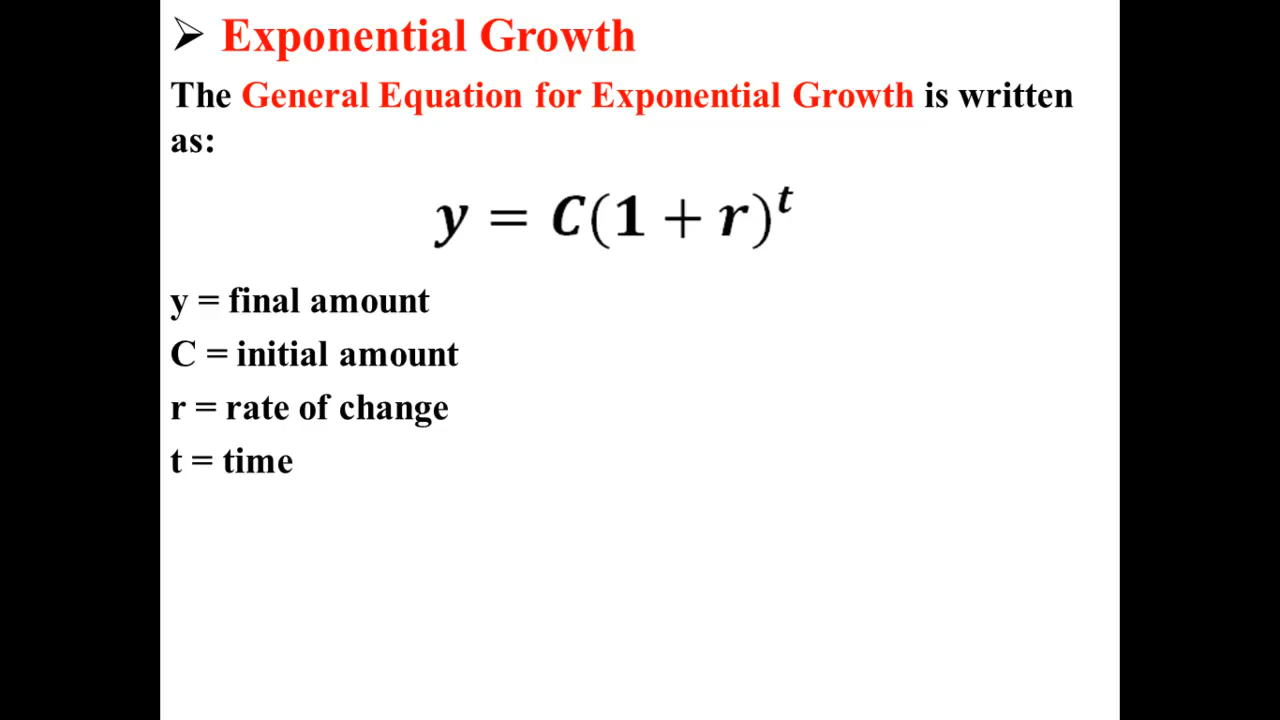 ➢ Exponential Growth
The General Equation for Exponential Growth is written
as:
y = C(1 + r)^t
y = final amount
C = initial amount
r = rate of change
t = time